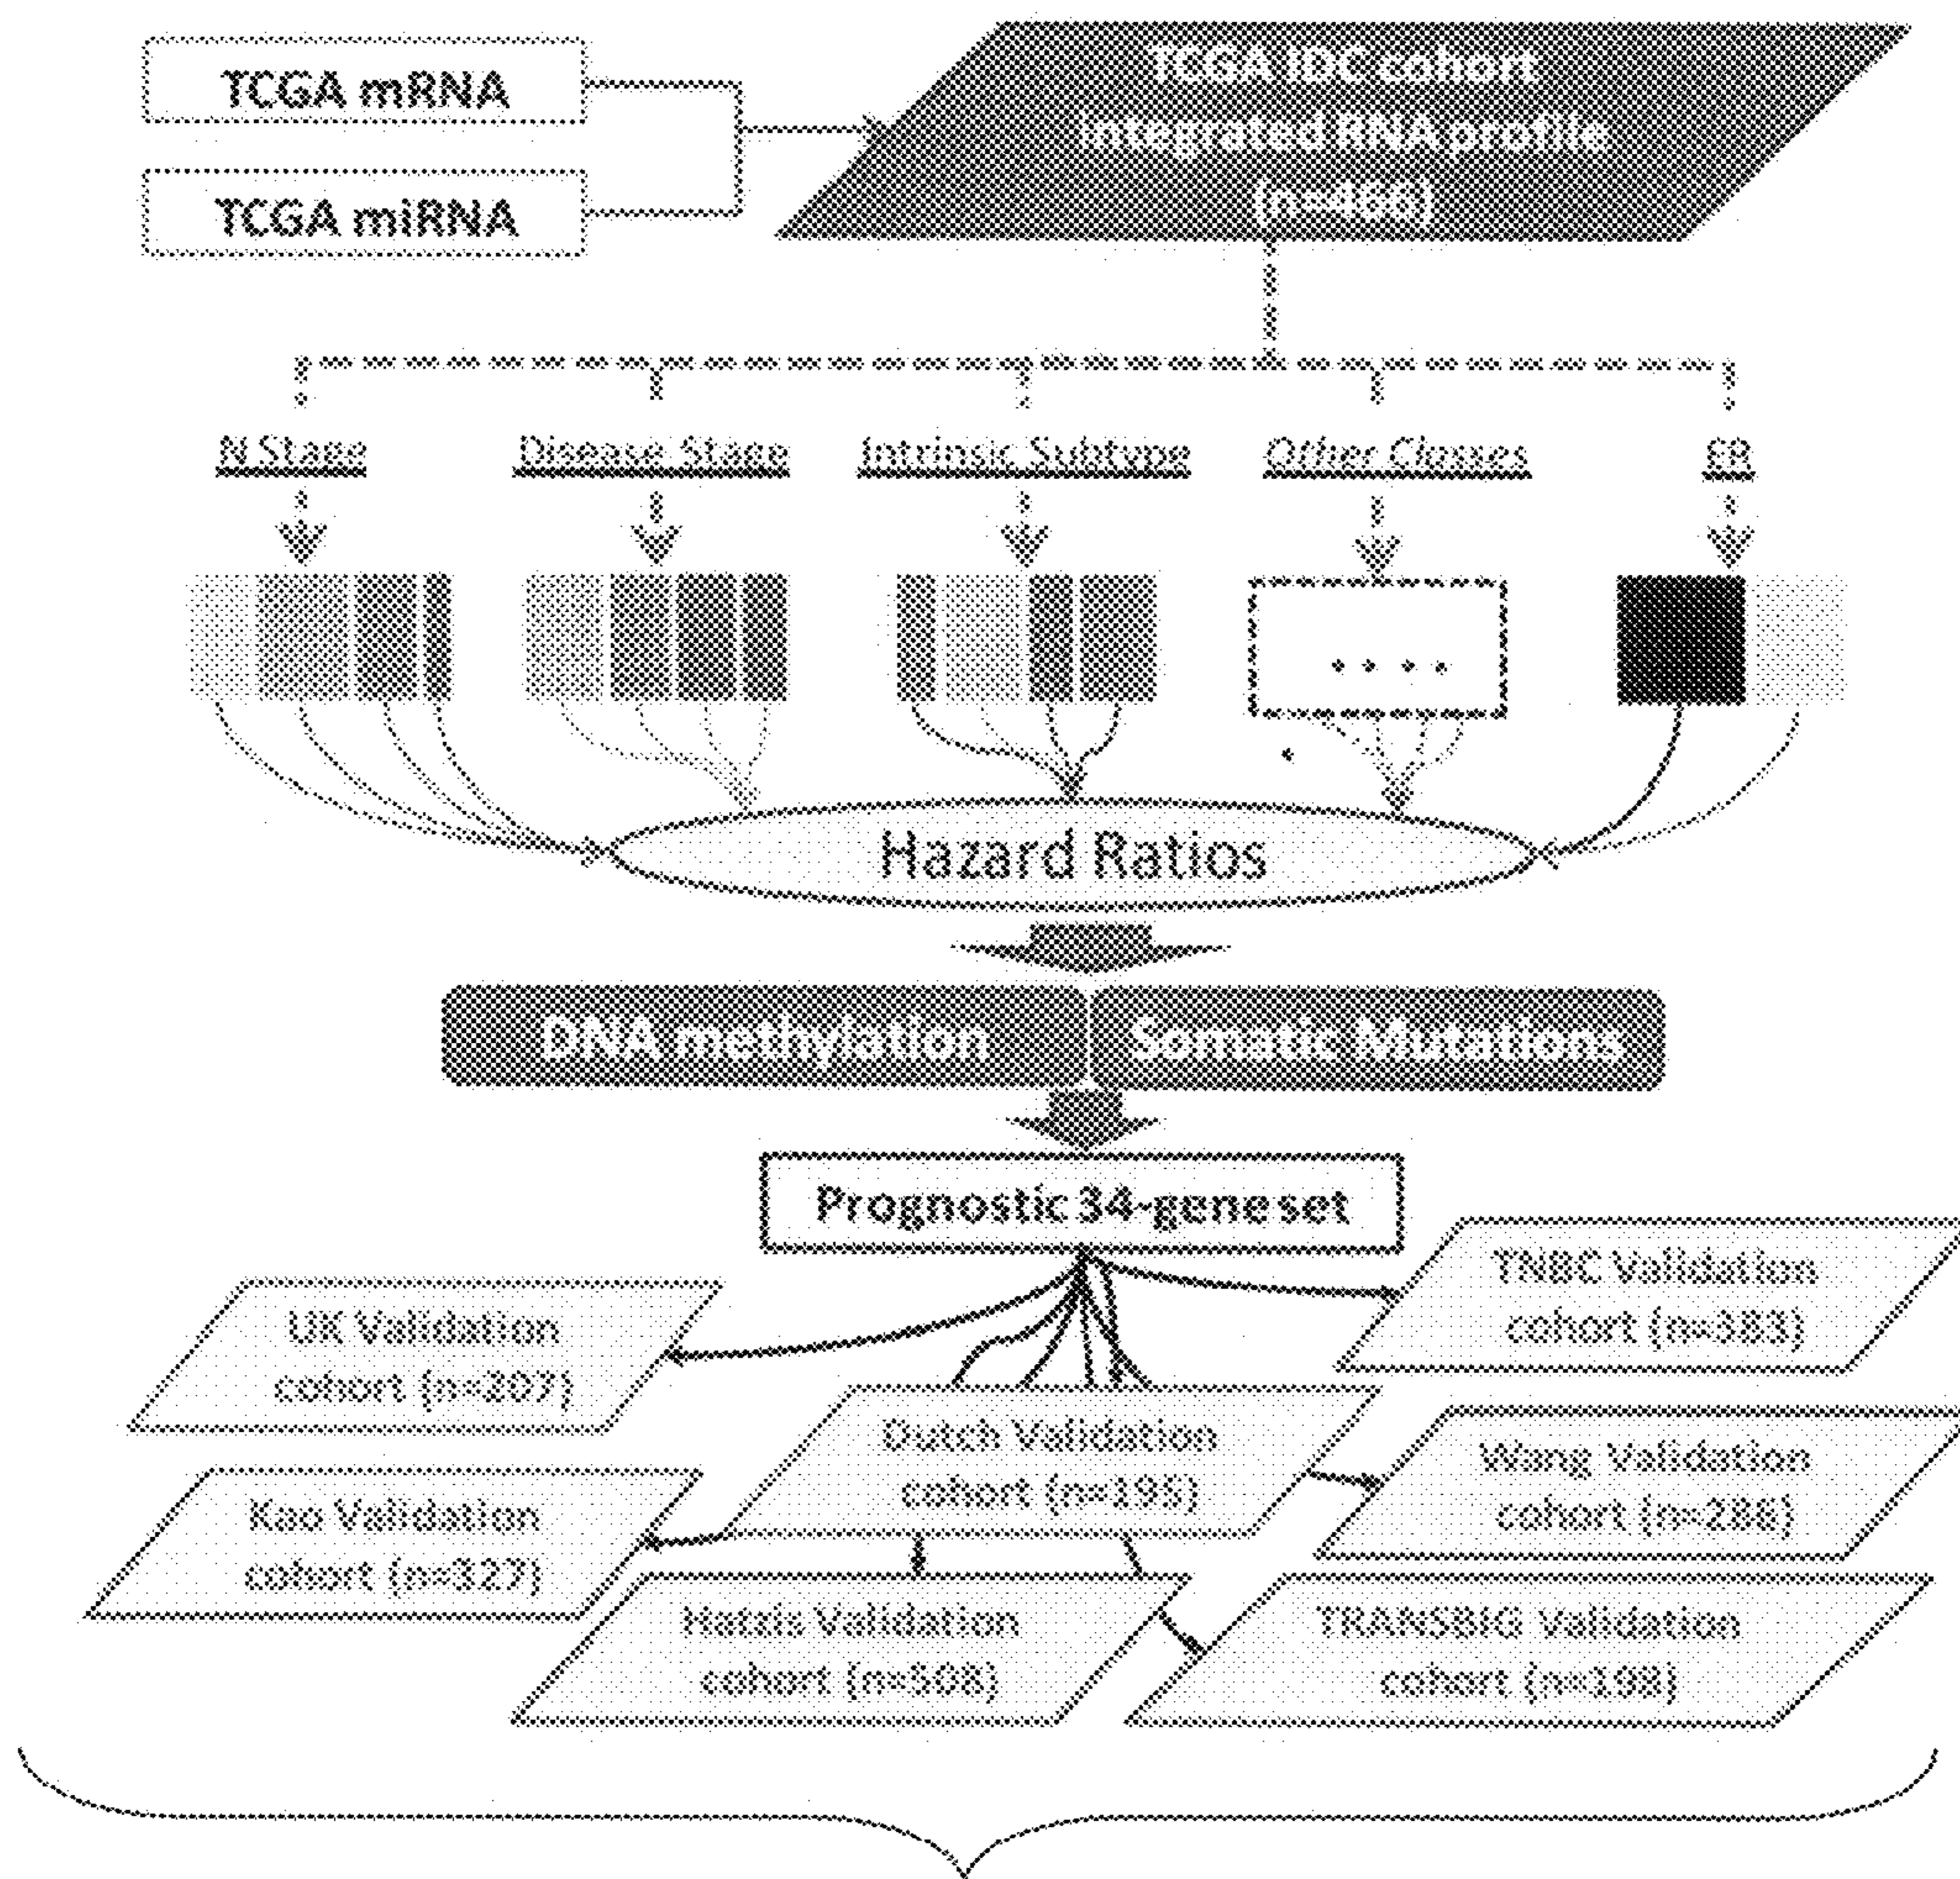 TCGA mRNA
TCGA miRNA
TCGA IDC cohort
integrated RNA profile
(n=466)
N Stage
Disease Stage
Intrinsic Subtype
Other Classes
ER
Hazard Ratios
DNA methylation
Somatic Mutations
Prognostic 34-gene set
UK Validation
cohort (n=207)
TNBC Validation
cohort (n=383)
Dutch Validation
cohort (n=195)
Wang Validation
cohort (n=286)
Kao Validation
cohort (n=327)
Hatzis Validation
cohort (n=508)
TRANSBIG Validation
cohort (n=198)